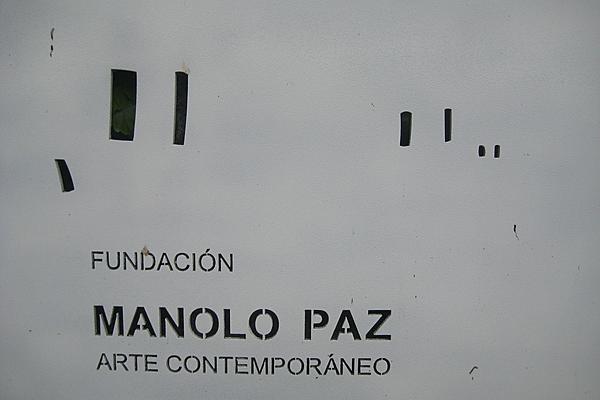 FUNDACIÓN
MANOLO PAZ
ARTE CONTEMPORÁNEO